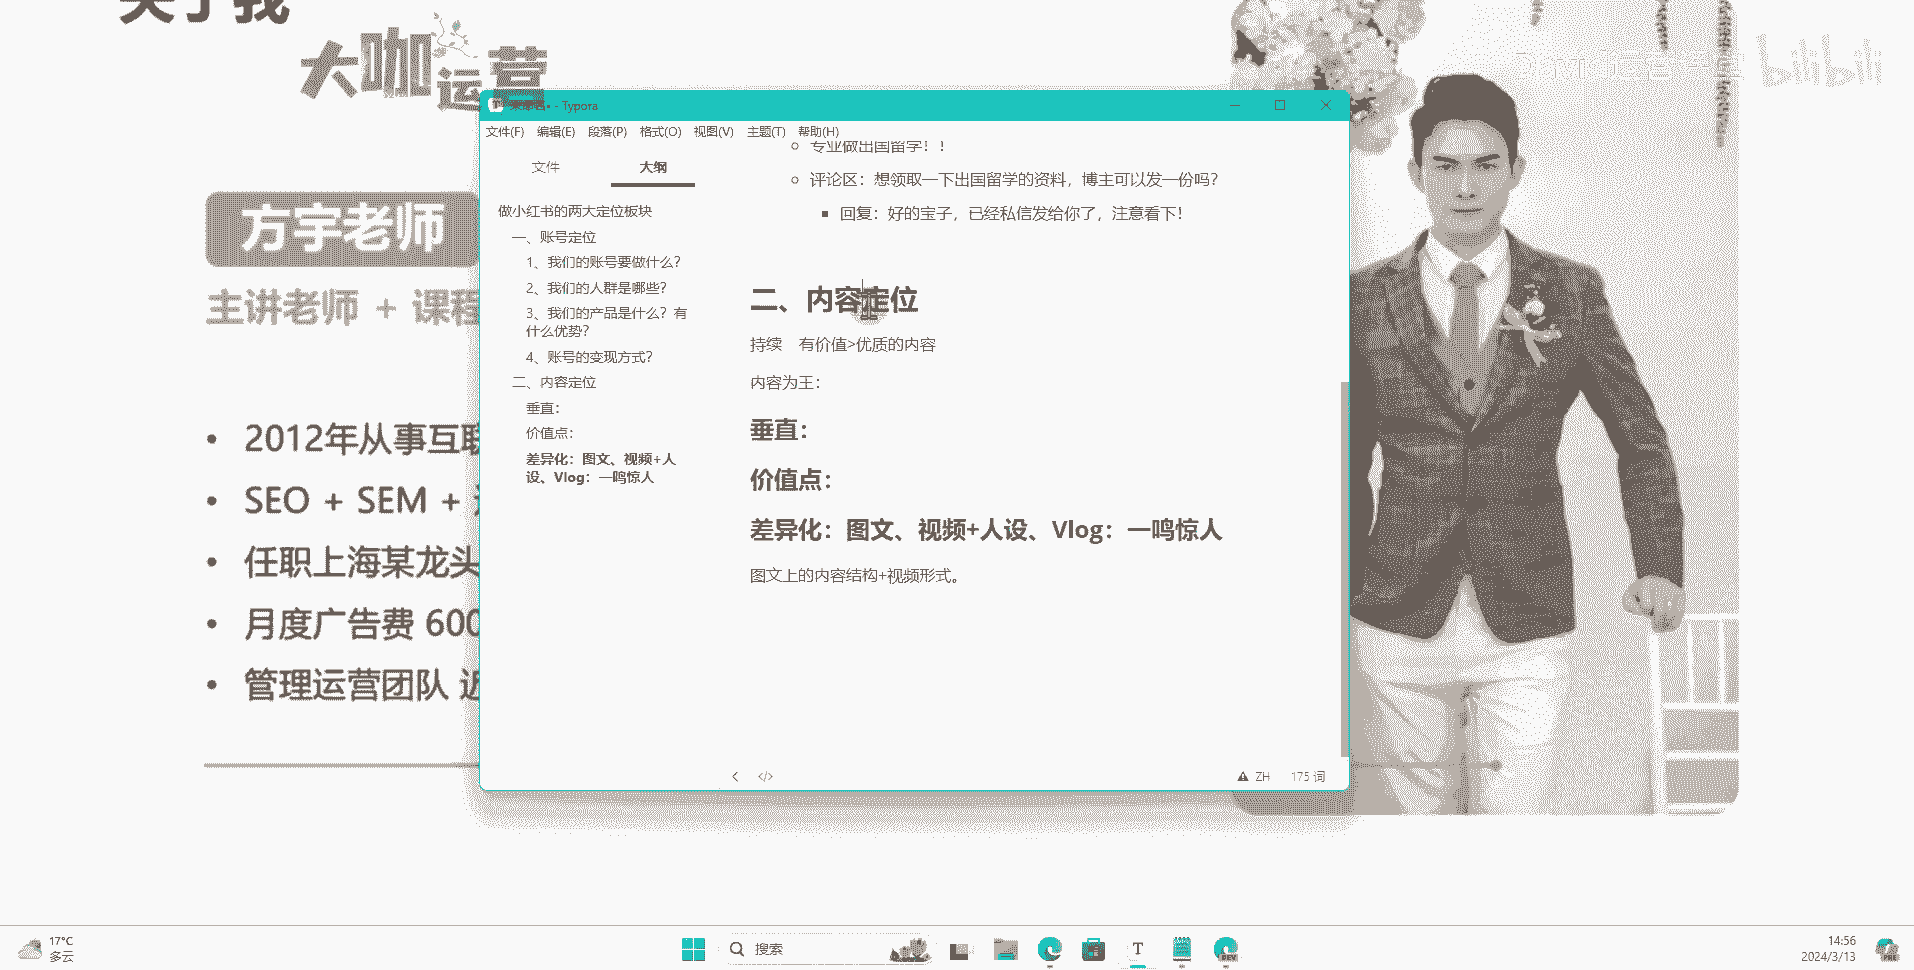 关于我
大咖运营
bilibili
方宇老师
主讲老师 + 课程
2012年从事互联
SEO + SEM +
任职上海某龙头
月度广告费 600
管理运营团队 近
- Typora
文件(F) 编辑(E) 段落(P) 格式(O) 视图(V) 主题(T) 帮助(H)
文件 大纲
做小红书的两大定位板块
一、账号定位
1、我们的账号要做什么？
2、我们的人群是哪些？
3、我们的产品是什么？有
什么优势？
4、账号的变现方式？
二、内容定位
垂直：
价值点：
差异化：图文、视频+人
设、Vlog：一鸣惊人
专业做出国留学！！
评论区：想领取一下出国留学的资料，博主可以发一份吗？
回复：好的宝子，已经私信发给你了，注意看下！
二、内容定位
持续 有价值>优质的内容
内容为王：
垂直：
价值点：
差异化：图文、视频+人设、Vlog：一鸣惊人
图文上的内容结构+视频形式。
ZH 175 词
17°C
多云
搜索
14:56
2024/3/13